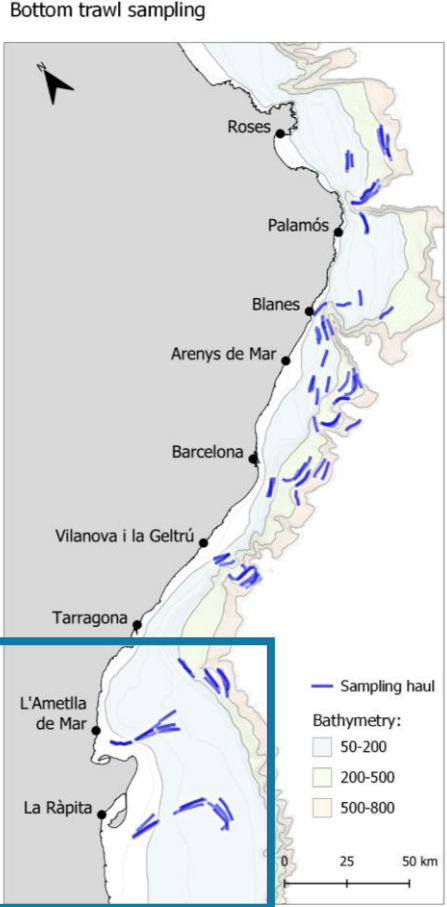 Bottom trawl sampling
N
Roses
Palamós
Blanes
Arenys de Mar
Barcelona
Vilanova i la Geltrú
Tarragona
L'Ametlla
de Mar
La Ràpita
Sampling haul
Bathymetry:
50-200
200-500
500-800
0 25 50 km